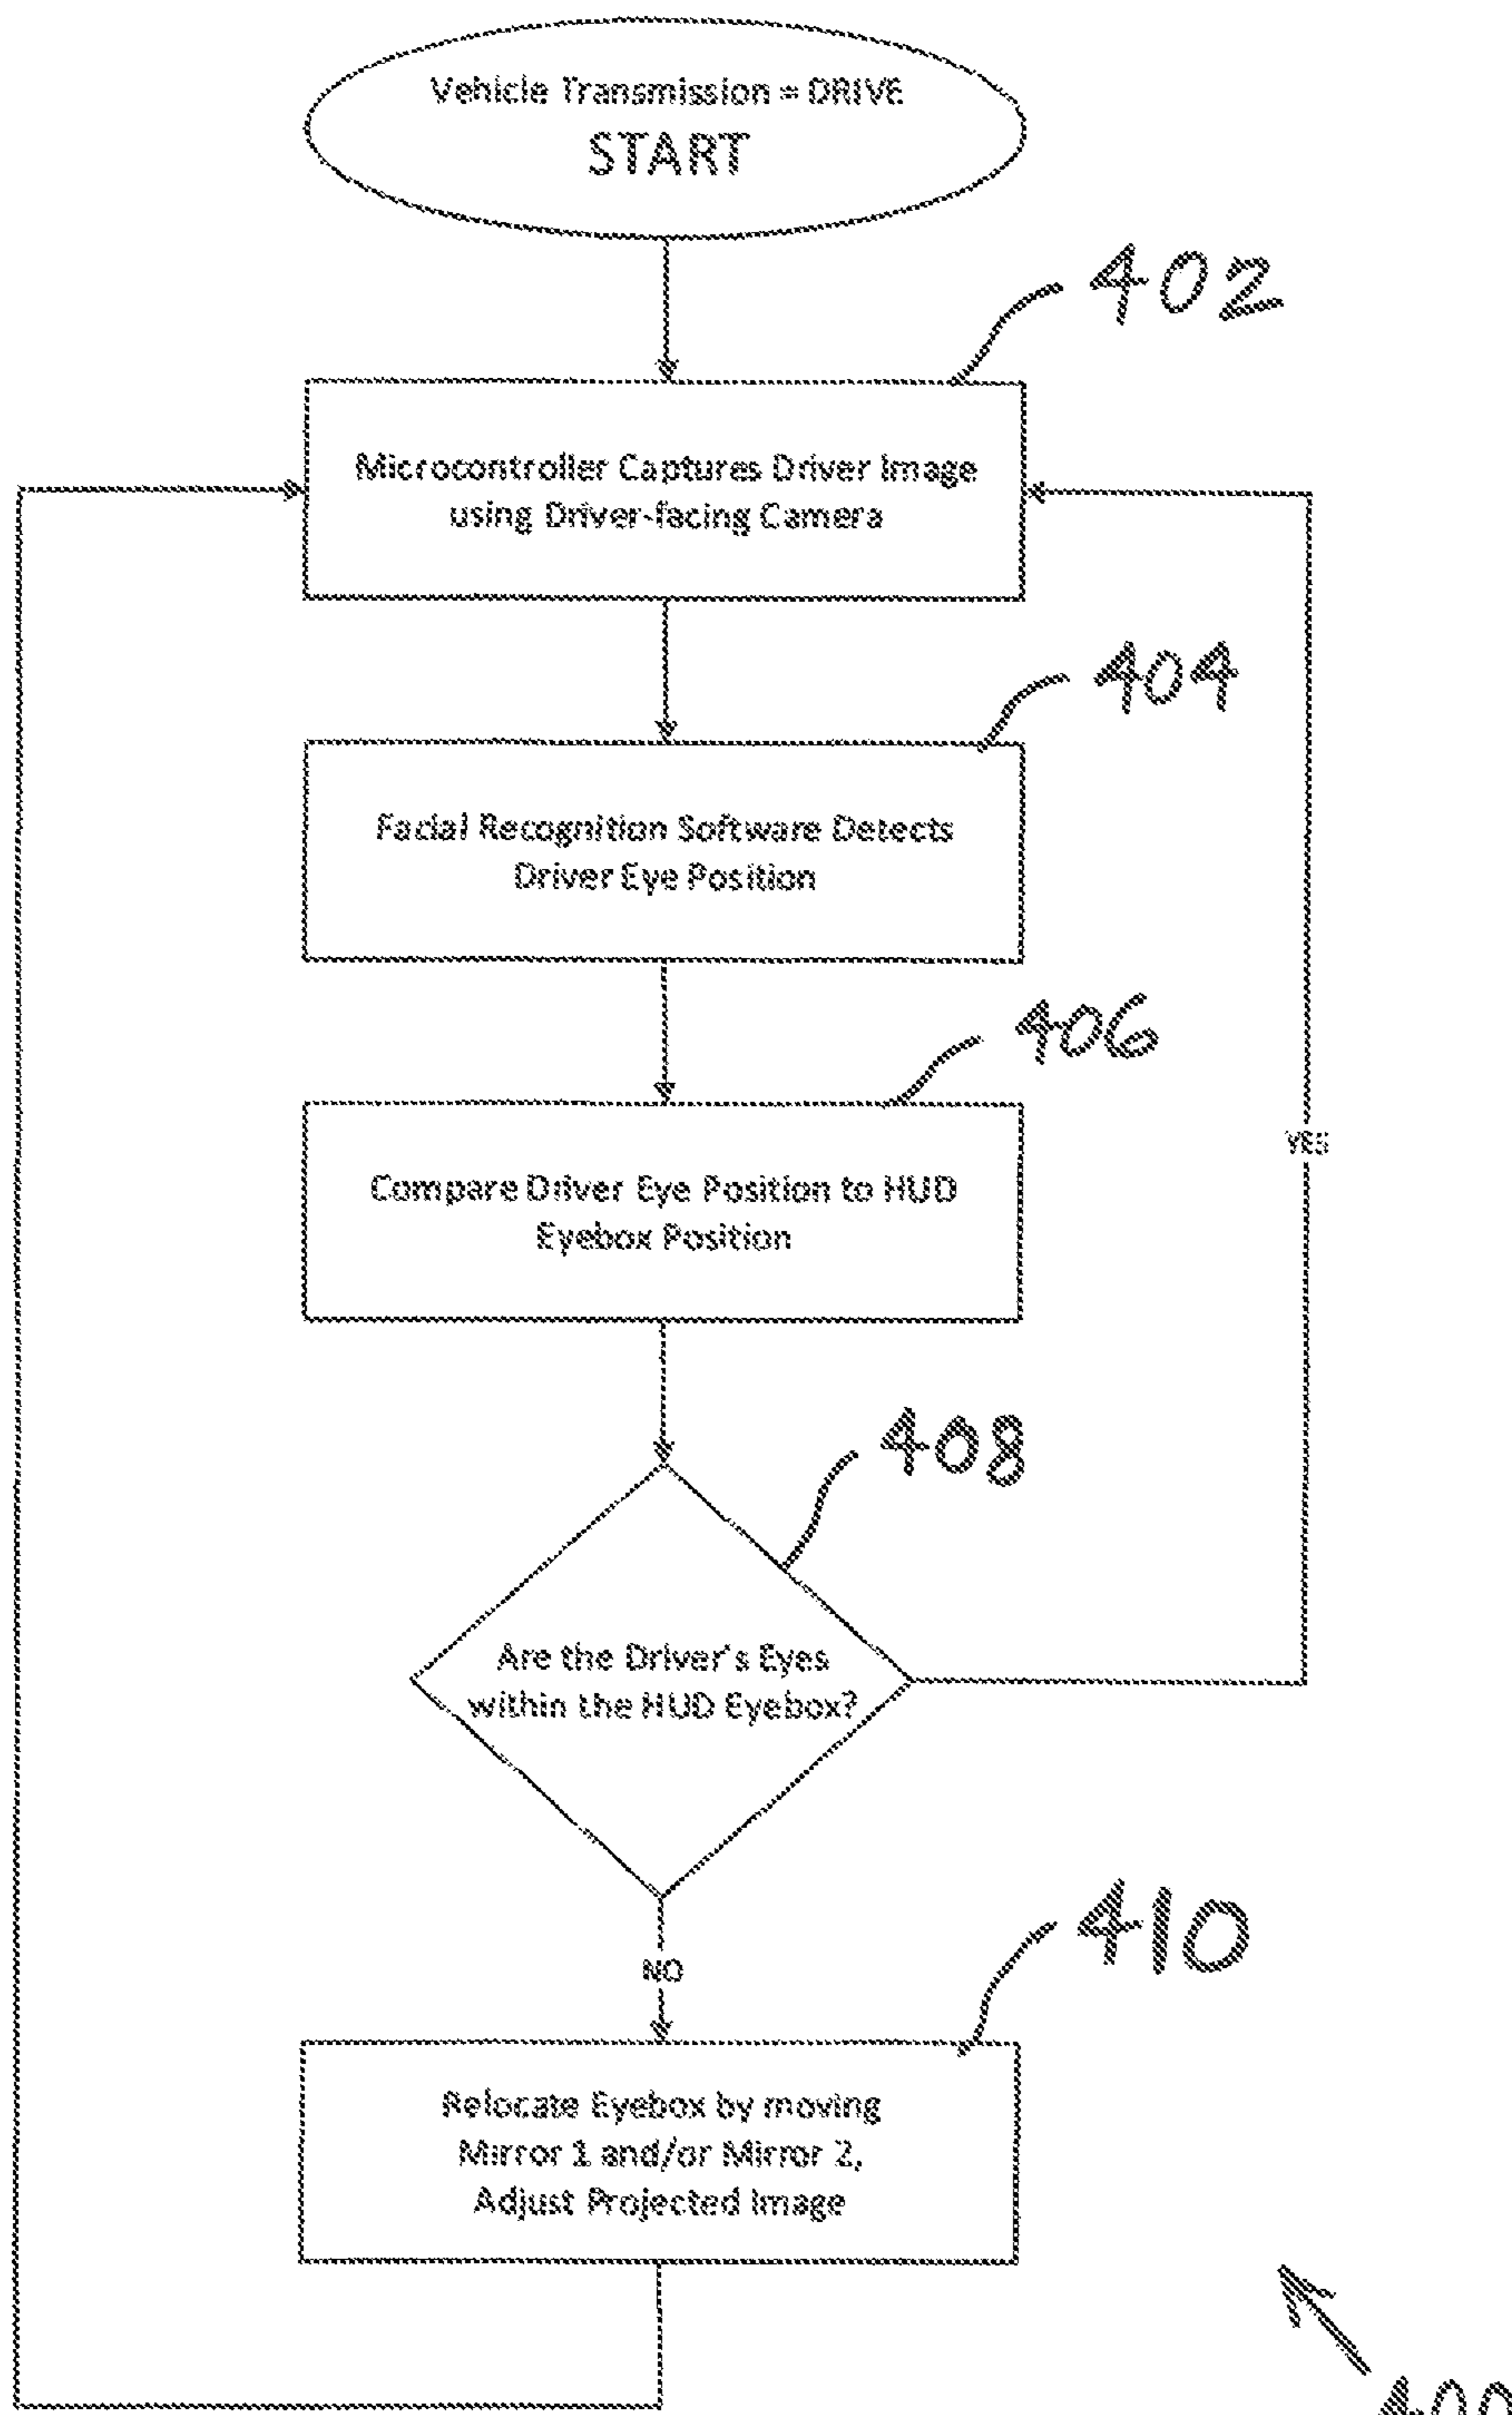 Vehicle Transmission = DRIVE
START
402
Microcontroller Captures Driver Image
using Driver-facing Camera
404
Facial Recognition Software Detects
Driver Eye Position
406
Compare Driver Eye Position to HUD
Eyebox Position
YES
408
Are the Driver's Eyes
within the HUD Eyebox?
NO
410
Relocate Eyebox by moving
Mirror 1 and/or Mirror 2,
Adjust Projected Image
400